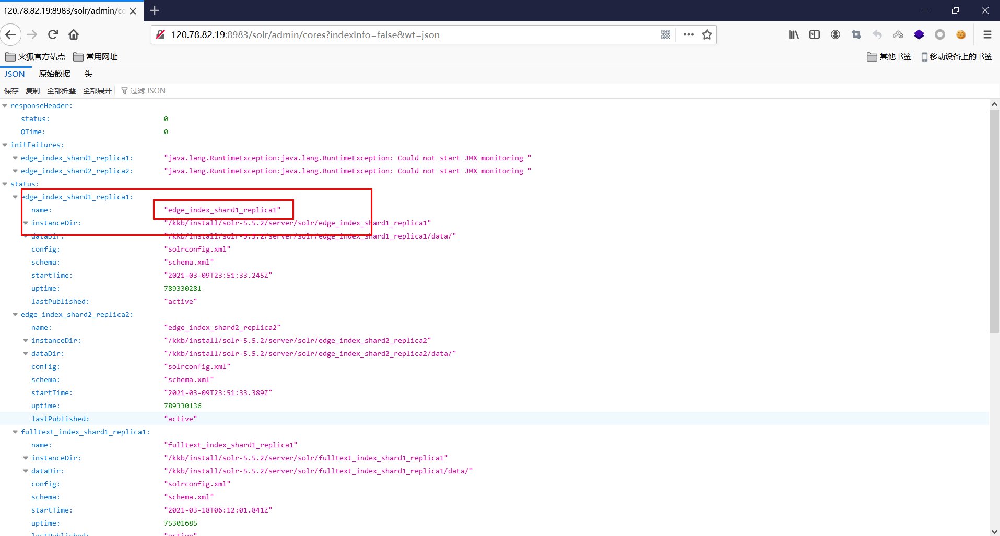 120.78.82.19:8983/solr/admin/co
120.78.82.19:8983/solr/admin/cores?indexInfo=false&wt=json
火狐官方站点 常用网址 其他书签 移动设备上的书签
JSON 原始数据 头
保存 复制 全部折叠 全部展开 过滤 JSON
responseHeader:
status: 0
QTime: 0
initFailures:
edge_index_shard1_replica1: "java.lang.RuntimeException:java.lang.RuntimeException: Could not start JMX monitoring "
edge_index_shard2_replica2: "java.lang.RuntimeException:java.lang.RuntimeException: Could not start JMX monitoring "
status:
edge_index_shard1_replica1:
name: "edge_index_shard1_replica1"
instanceDir: "/kkb/install/solr-5.5.2/server/solr/edge_index_shard1_replica1"
dataDir: "/kkb/install/solr-5.5.2/server/solr/edge_index_shard1_replica1/data/"
config: "solrconfig.xml"
schema: "schema.xml"
startTime: "2021-03-09T23:51:33.245Z"
uptime: 789330281
lastPublished: "active"
edge_index_shard2_replica2:
name: "edge_index_shard2_replica2"
instanceDir: "/kkb/install/solr-5.5.2/server/solr/edge_index_shard2_replica2"
dataDir: "/kkb/install/solr-5.5.2/server/solr/edge_index_shard2_replica2/data/"
config: "solrconfig.xml"
schema: "schema.xml"
startTime: "2021-03-09T23:51:33.389Z"
uptime: 789330136
lastPublished: "active"
fulltext_index_shard1_replica1:
name: "fulltext_index_shard1_replica1"
instanceDir: "/kkb/install/solr-5.5.2/server/solr/fulltext_index_shard1_replica1"
dataDir: "/kkb/install/solr-5.5.2/server/solr/fulltext_index_shard1_replica1/data/"
config: "solrconfig.xml"
schema: "schema.xml"
startTime: "2021-03-18T06:12:01.841Z"
uptime: 75301685
lastPublished: "active"